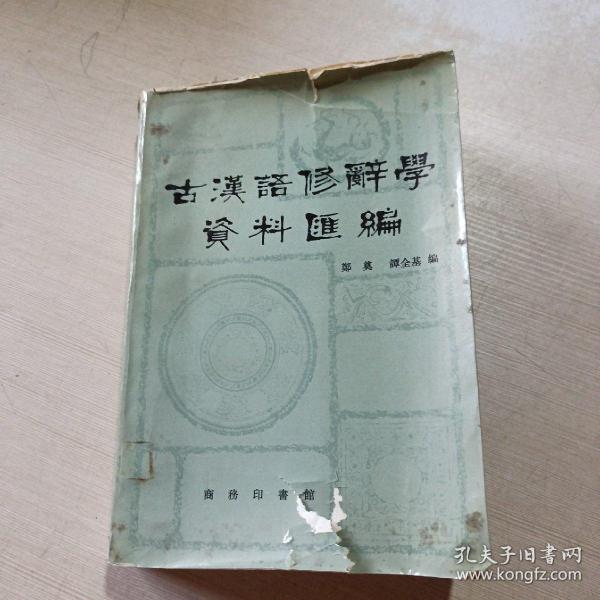 古漢語修辭學
資料匯編
鄭奠 譚全基 編
商務印書館
孔夫子旧书网
www.kongfz.com